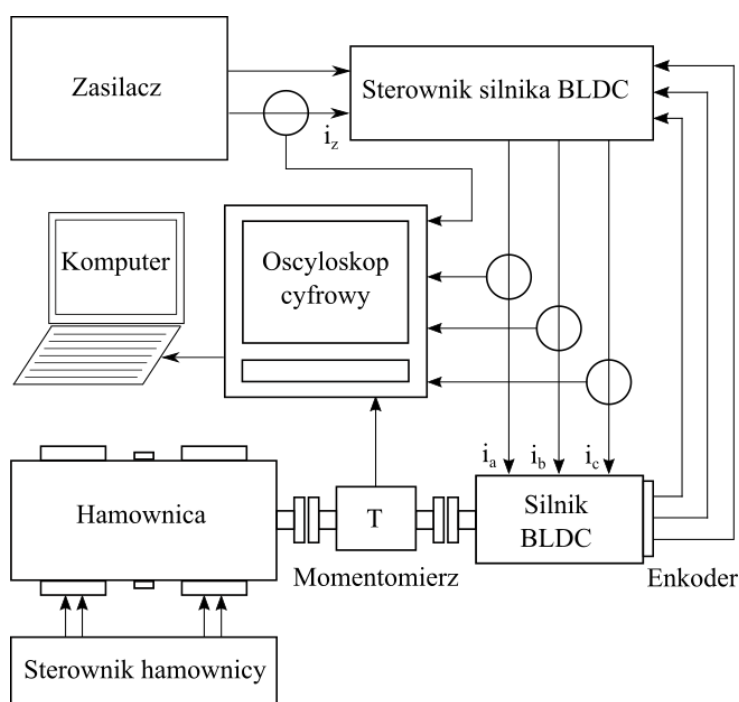 Zasilacz
Sterownik silnika BLDC
i_z
Komputer
Oscyloskop
cyfrowy
i_a
i_b
i_c
Hamownica
T
Silnik
BLDC
Momentomierz
Enkoder
Sterownik hamownicy